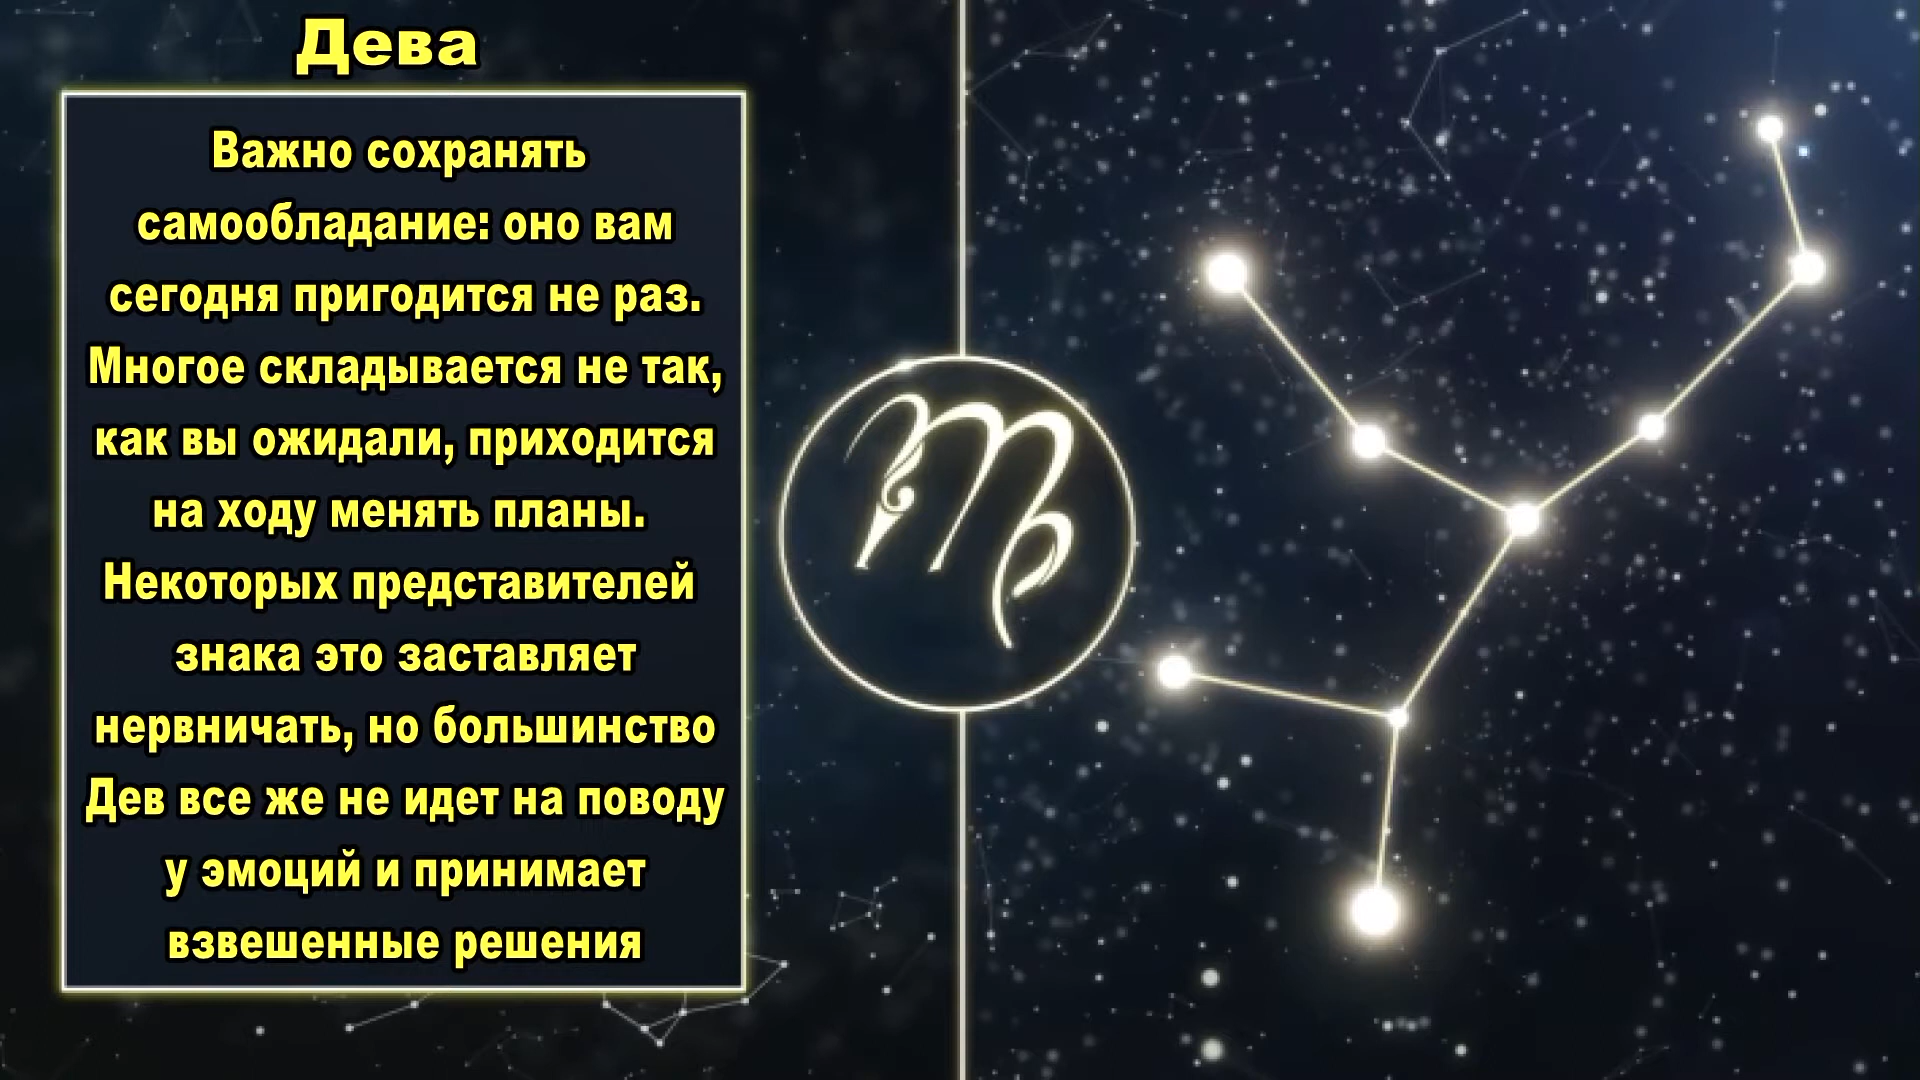 Дева
Важно сохранять
самообладание: оно вам
сегодня пригодится не раз.
Многое складывается не так,
как вы ожидали, приходится
на ходу менять планы.
Некоторых представителей
знака это заставляет
нервничать, но большинство
Дев все же не идет на поводу
у эмоций и принимает
взвешенные решения